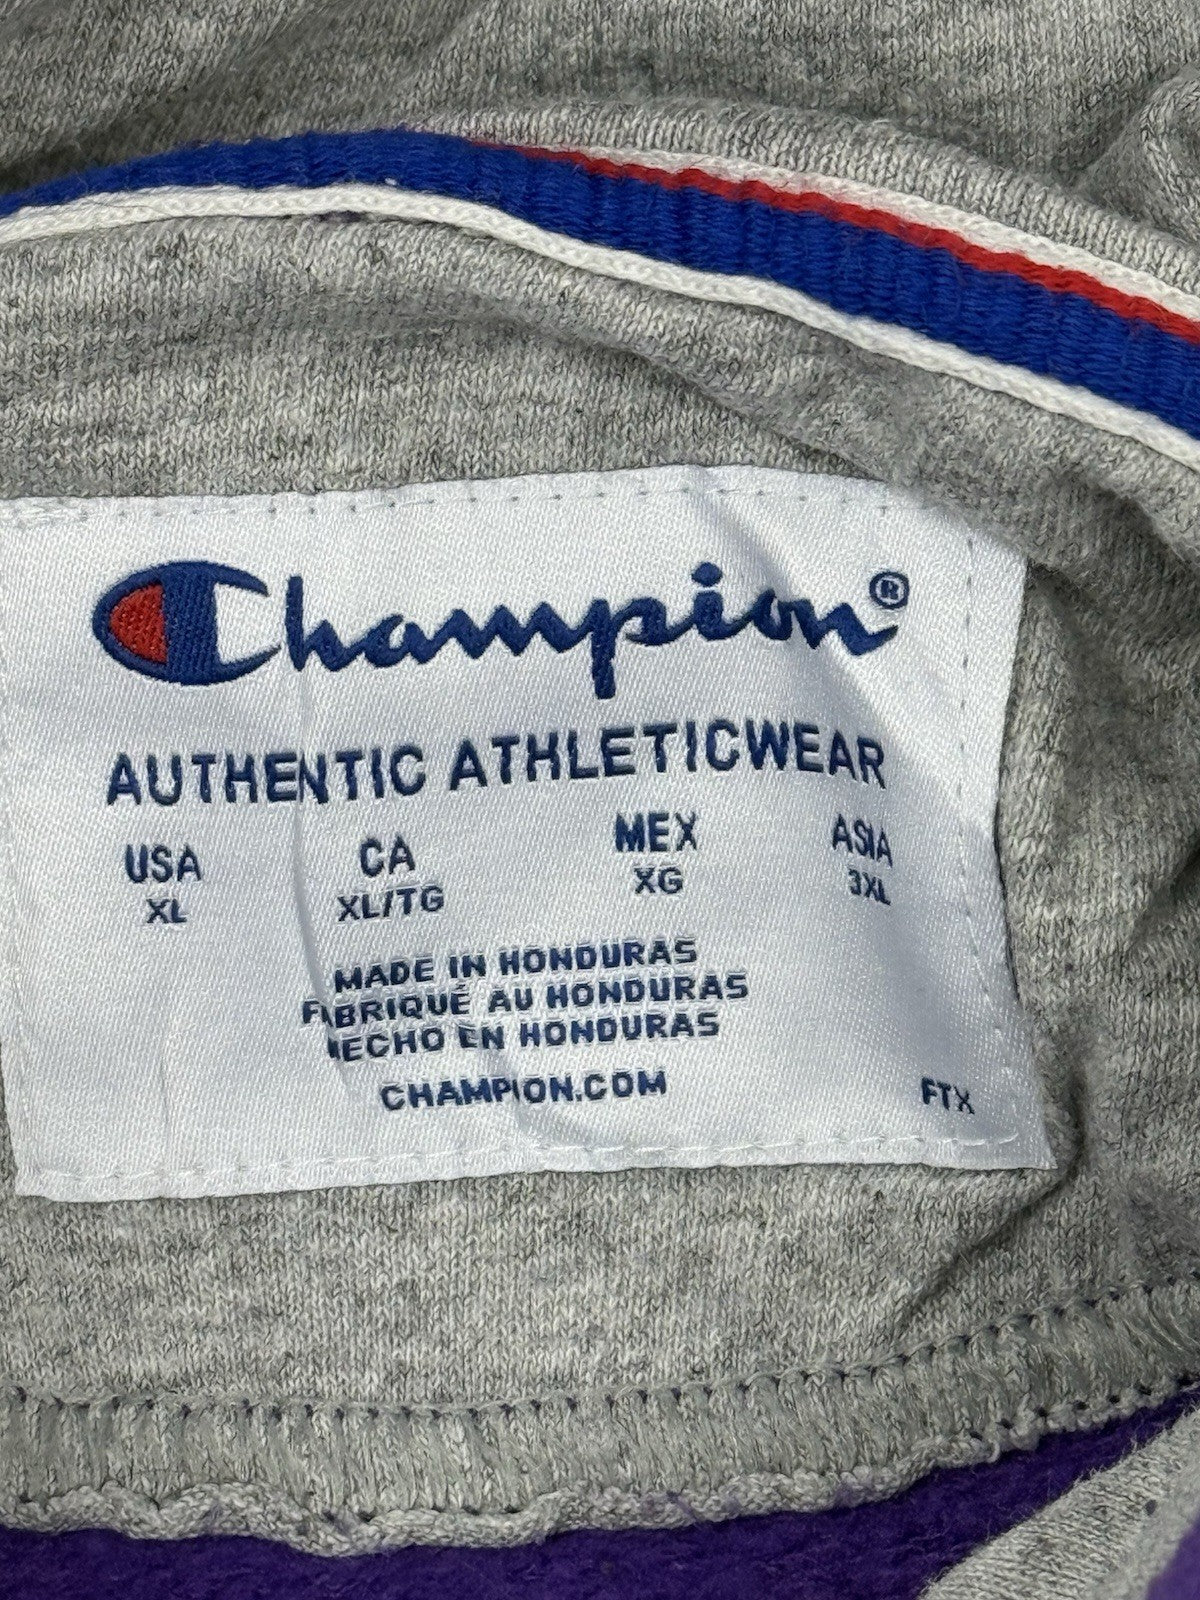 Champion®
AUTHENTIC ATHLETICWEAR
USA CA MEX ASIA
XL XL/TG XG 3XL
MADE IN HONDURAS
FABRIQUÉ AU HONDURAS
HECHO EN HONDURAS
CHAMPION.COM
FTX